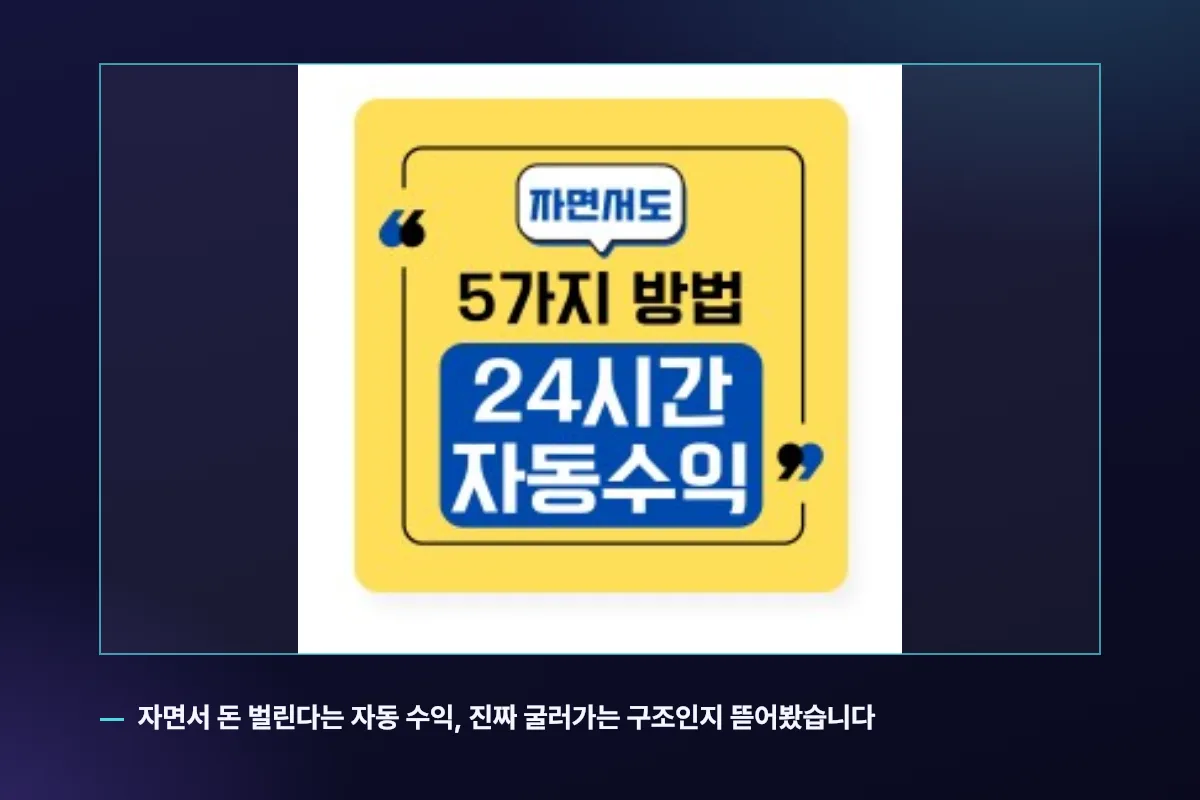 자면서도
5가지 방법
24시간
자동수익
자면서 돈 벌린다는 자동 수익, 진짜 굴러가는 구조인지 뜯어봤습니다